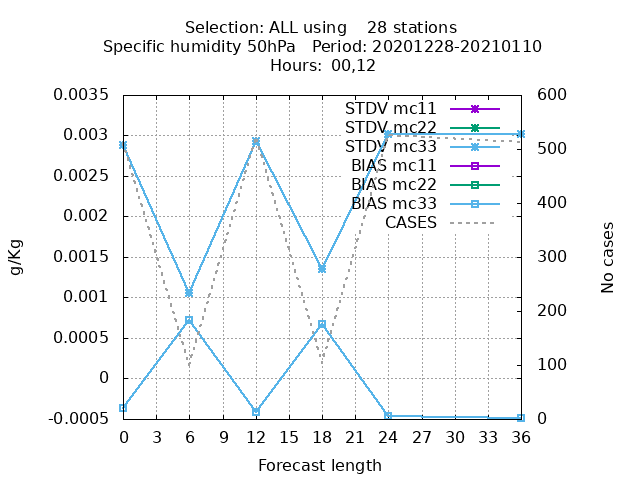 Selection: ALL using    28 stations
Specific humidity 50hPa   Period: 20201228-20210110
Hours:  00,12
0.0035
0.003
0.0025
0.002
0.0015
0.001
0.0005
0
-0.0005
g/Kg
STDV mc11
STDV mc22
STDV mc33
BIAS mc11
BIAS mc22
BIAS mc33
CASES
600
500
400
300
200
100
0
No cases
0 3 6 9 12 15 18 21 24 27 30 33 36
Forecast length